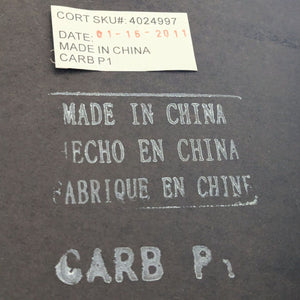 CORT SKU#: 4024997
DATE: 01-16-2011
MADE IN CHINA
CARB P1
MADE IN CHINA
HECHO EN CHINA
FABRIQUE EN CHINE
CARB P1